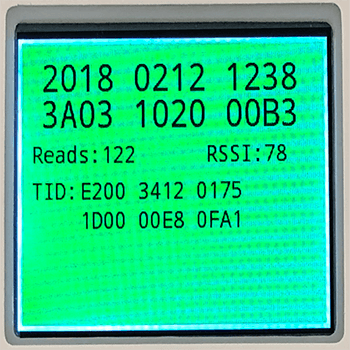 2018 0212 1238
3A03 1020 00B3
Reads:122 RSSI:78
TID:E200 3412 0175
1D00 00E8 0FA1